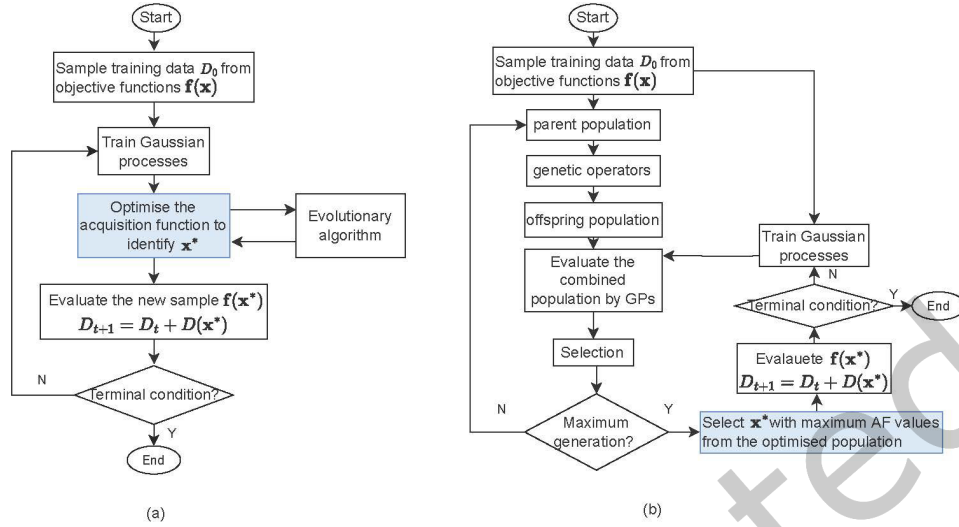 Start
Sample training data D₀ from
objective functions f(x)
Train Gaussian
processes
Optimise the
acquisition function to
identify x*
Evolutionary
algorithm
Evaluate the new sample f(x*)
Dₜ₊₁ = Dₜ + D(x*)
N
Terminal condition?
Y
End
(a)
Start
Sample training data D₀ from
objective functions f(x)
parent population
genetic operators
offspring population
Evaluate the
combined
population by GPs
Selection
N
Maximum
generation?
Y
Train Gaussian
processes
N
Terminal condition?
Y
End
Evalauete f(x*)
Dₜ₊₁ = Dₜ + D(x*)
Select x* with maximum AF values
from the optimised population
(b)
ted